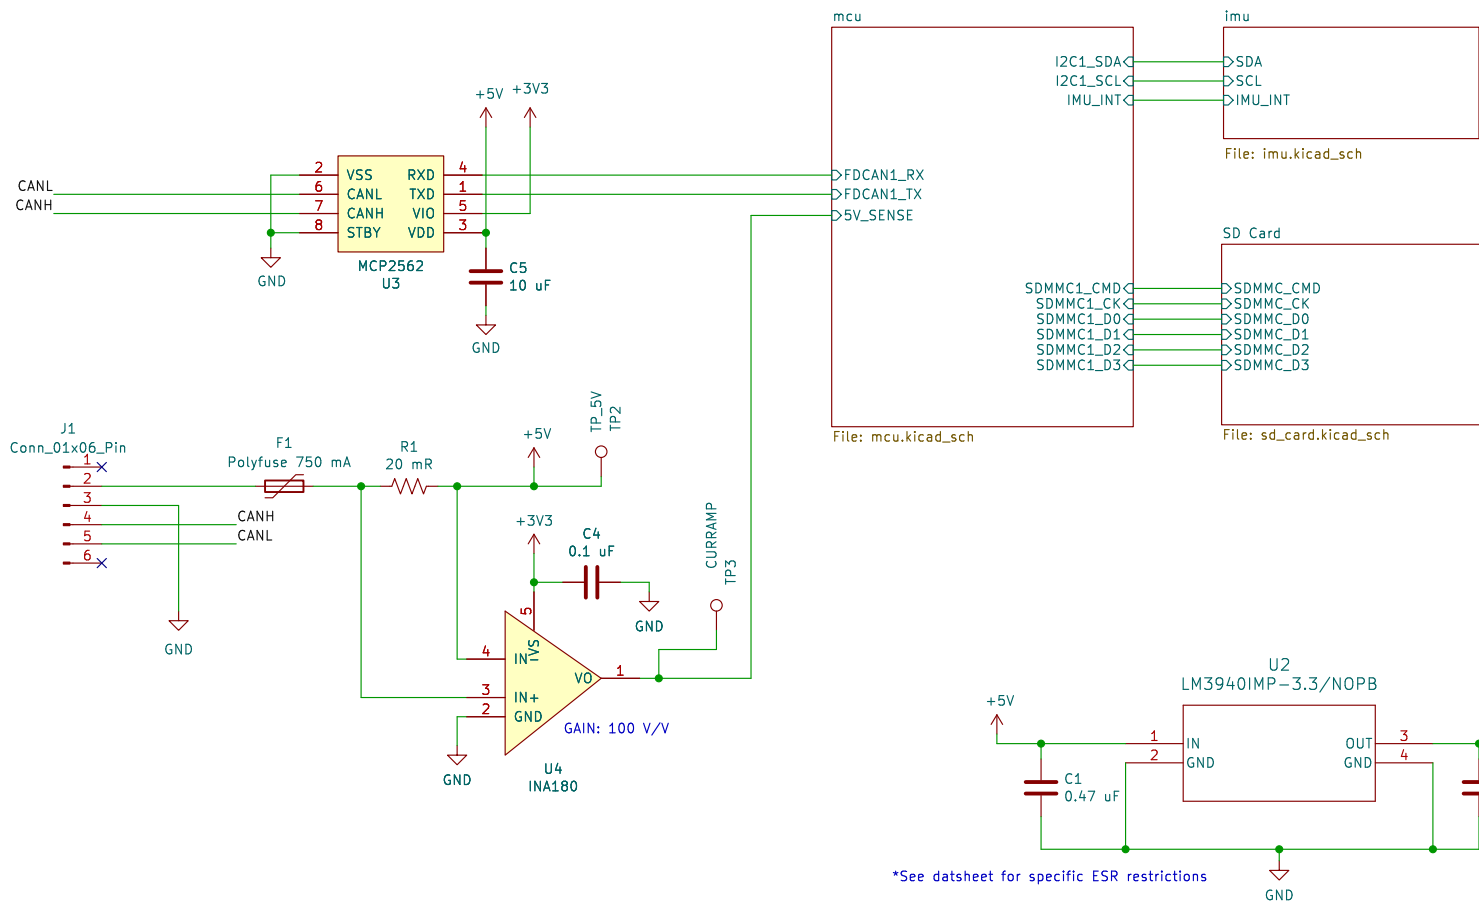 mcu
imu
I2C1_SDA
SDA
I2C1_SCL
SCL
IMU_INT
IMU_INT
File: imu.kicad_sch
+5V
+3V3
CANL
CANH
2
VSS
RXD
4
6
CANL
TXD
1
7
CANH
VIO
5
8
STBY
VDD
3
MCP2562
U3
GND
C5
10 uF
GND
FDCAN1_RX
FDCAN1_TX
5V_SENSE
SD Card
SDMMC1_CMD
SDMMC_CMD
SDMMC1_CK
SDMMC_CK
SDMMC1_D0
SDMMC_D0
SDMMC1_D1
SDMMC_D1
SDMMC1_D2
SDMMC_D2
SDMMC1_D3
SDMMC_D3
File: mcu.kicad_sch
File: sd_card.kicad_sch
J1
Conn_01x06_Pin
1
2
3
4
5
6
CANH
CANL
GND
F1
Polyfuse 750 mA
R1
20 mR
+5V
TP_5V
TP2
+3V3
C4
0.1 uF
GND
CURRAMP
TP3
5
VS
4
IN-
3
IN+
2
GND
VO
1
GAIN: 100 V/V
GND
U4
INA180
U2
LM3940IMP-3.3/NOPB
+5V
1
IN
OUT
3
2
GND
GND
4
C1
0.47 uF
*See datsheet for specific ESR restrictions
GND